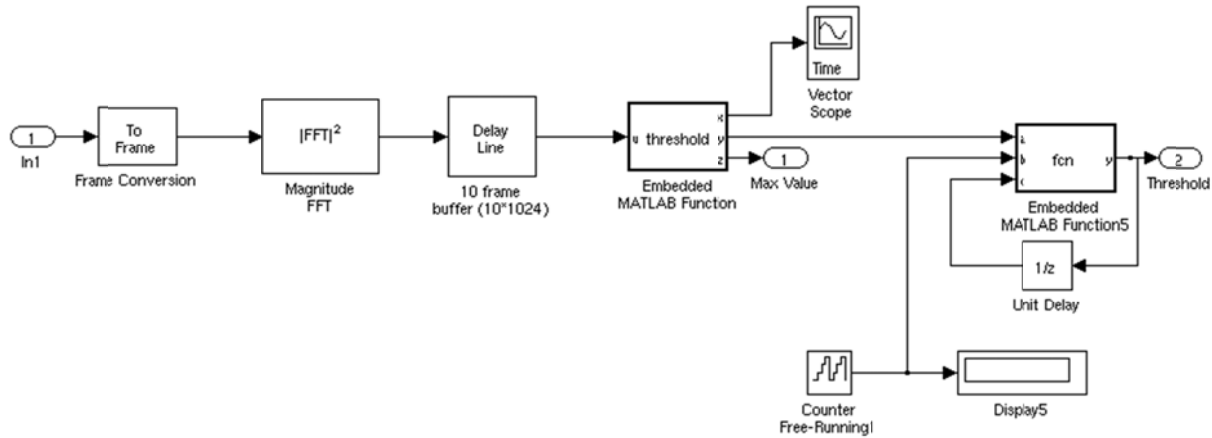 1
In1
To
Frame
Frame Conversion
|FFT|²
Magnitude
FFT
Delay
Line
10 frame
buffer (10*1024)
u
threshold
x
y
z
Embedded
MATLAB Functon
Time
Vector
Scope
1
Max Value
a
b
c
fcn
y
Embedded
MATLAB Function5
2
Threshold
1/z
Unit Delay
Counter
Free-Running1
Display5